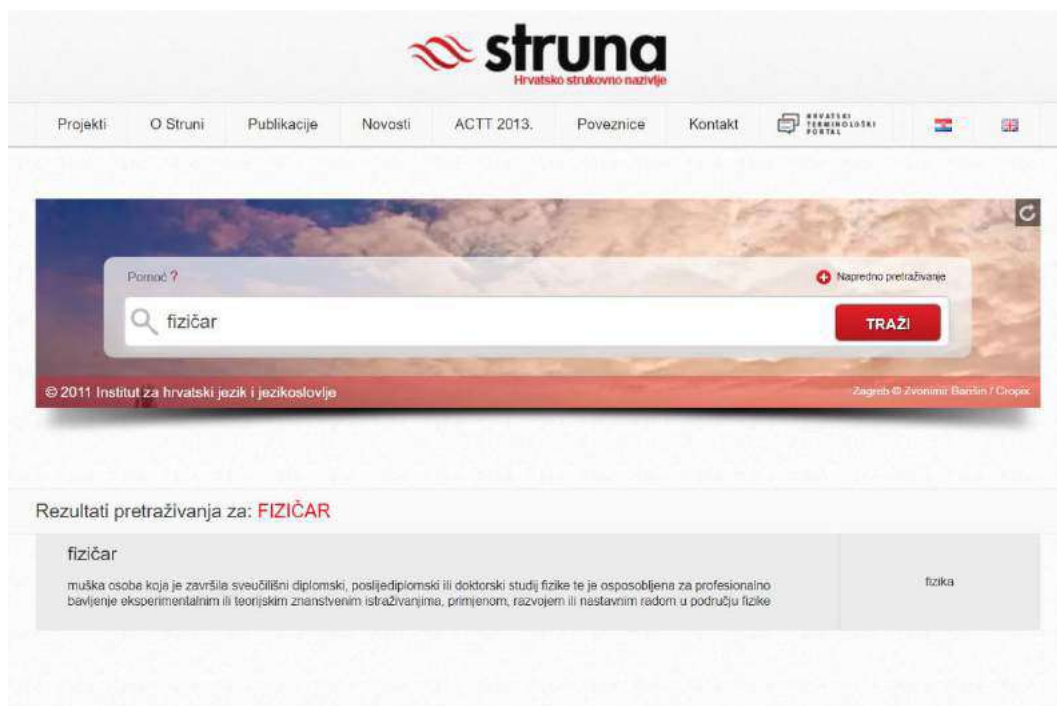 struna
Hrvatsko strukovno nazivlje
Projekti O Struni Publikacije Novosti ACTT 2013. Poveznice Kontakt HRVATSKI
TERMINOLOŠKI
PORTAL
Pomoć ? Napredno pretraživanje
fizičar TRAŽI
© 2011 Institut za hrvatski jezik i jezikoslovlje Zagreb © Zvonimir Barišin / Cropix
Rezultati pretraživanja za: FIZIČAR
fizičar
muška osoba koja je završila sveučilišni diplomski, poslijediplomski ili doktorski studij fizike te je osposobljena za profesionalno fizika
bavljenje eksperimentalnim ili teorijskim znanstvenim istraživanjima, primjenom, razvojem ili nastavnim radom u području fizike